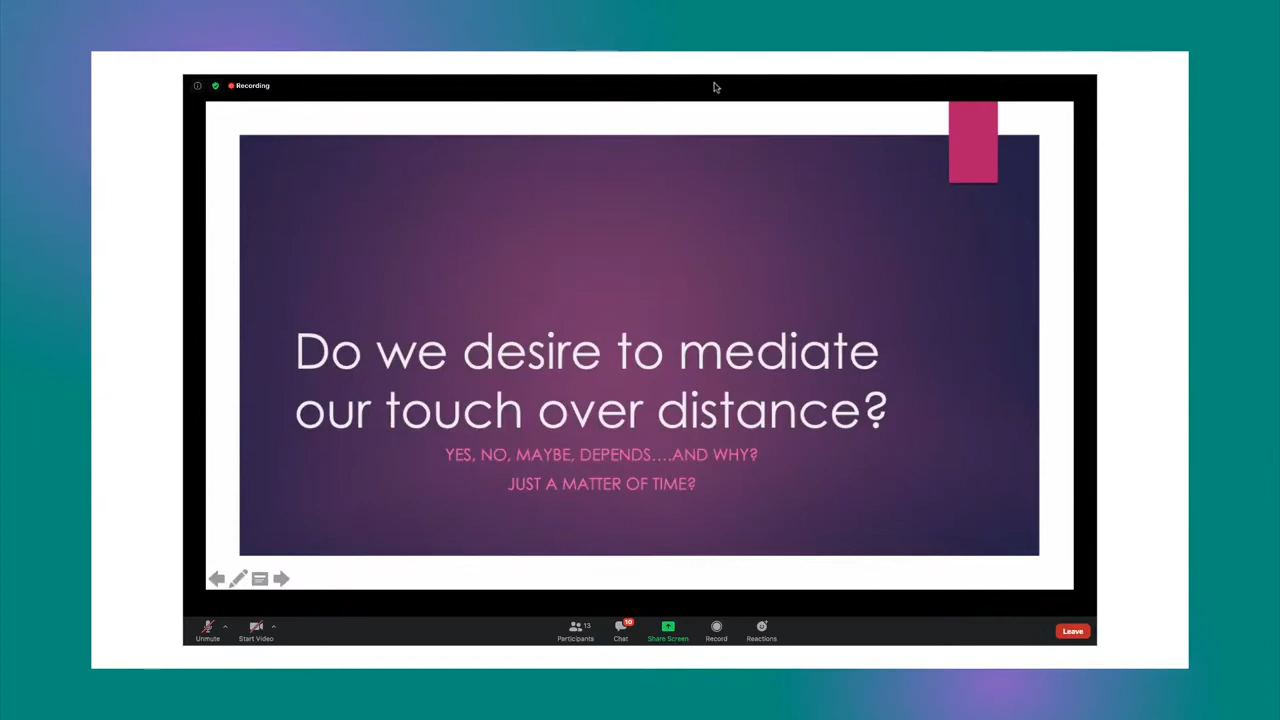 Recording
Do we desire to mediate
our touch over distance?
YES, NO, MAYBE, DEPENDS....AND WHY?
JUST A MATTER OF TIME?
Unmute
Start Video
13
Participants
10
Chat
Share Screen
Record
Reactions
Leave